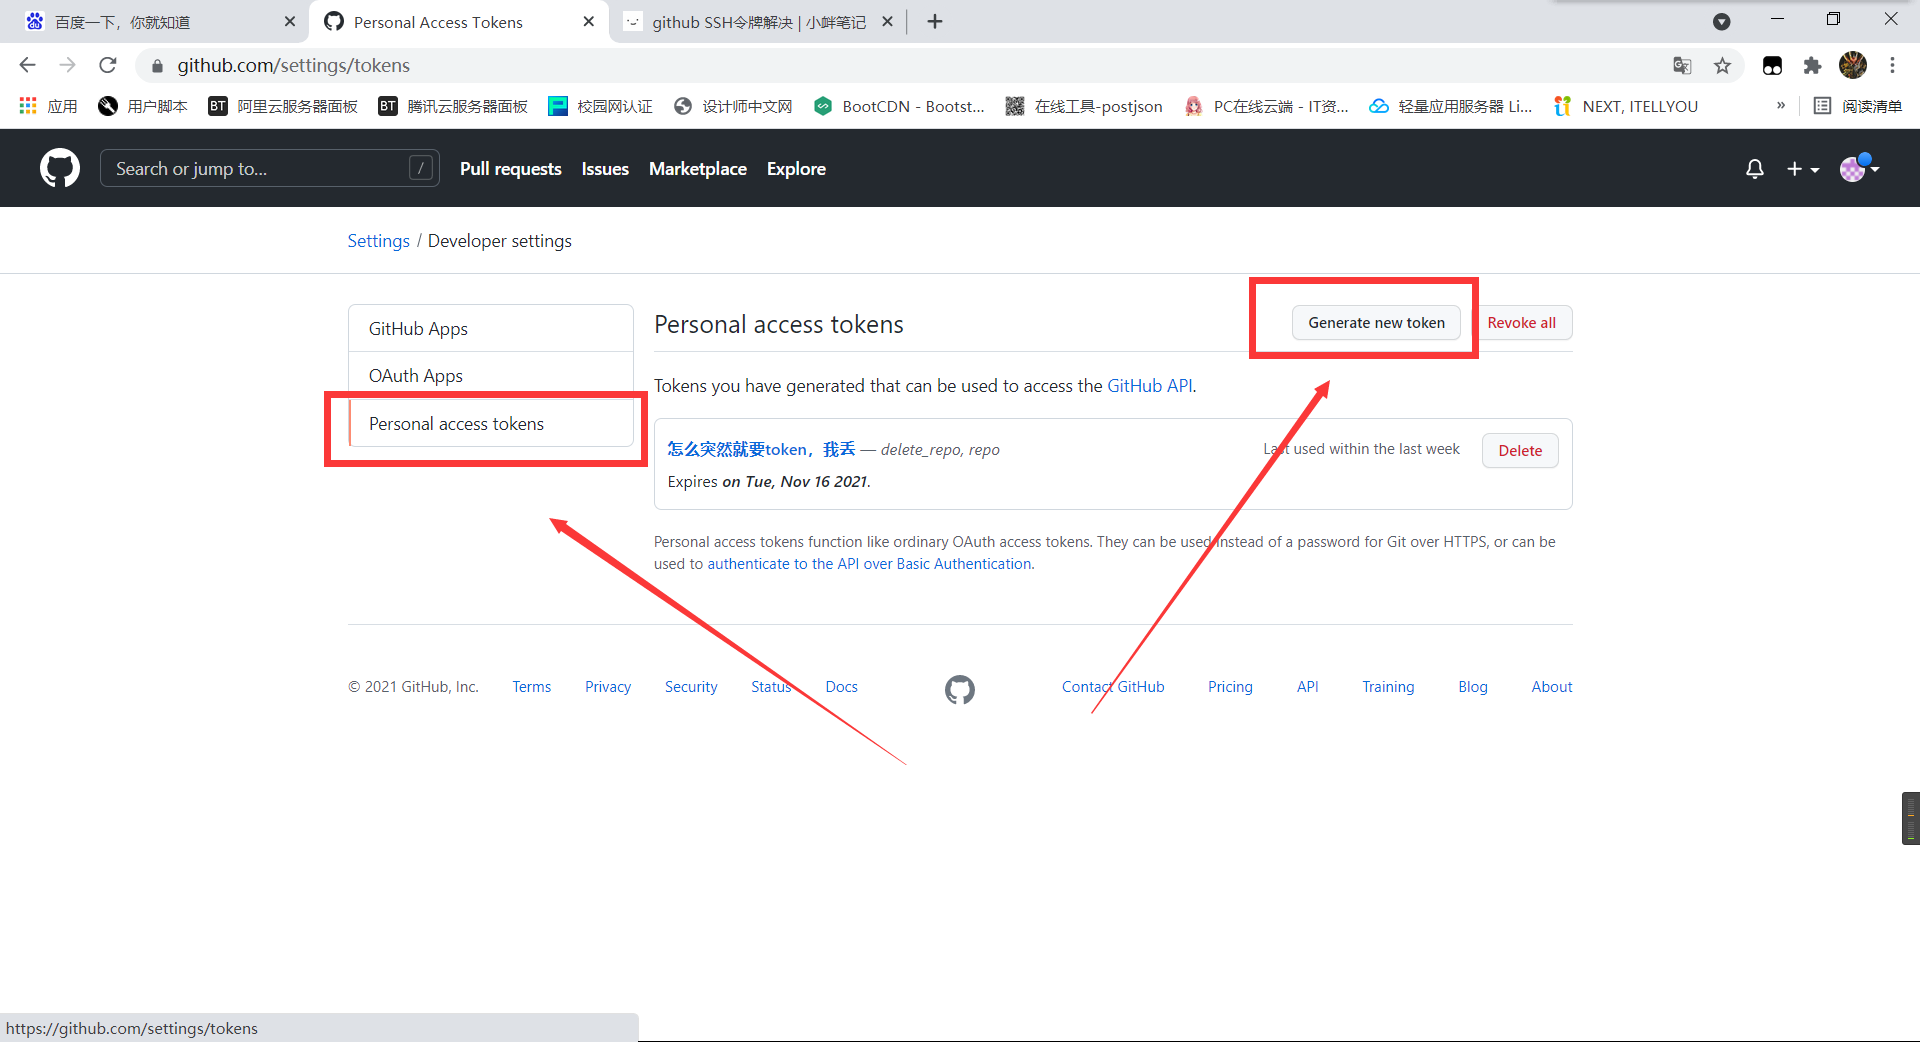 百度一下，你就知道
Personal Access Tokens
github SSH令牌解决 | 小衅笔记
github.com/settings/tokens
应用
用户脚本
BT 阿里云服务器面板
BT 腾讯云服务器面板
校园网认证
设计师中文网
BootCDN - Bootst...
在线工具-postjson
PC在线云端 - IT资...
轻量应用服务器 Li...
NEXT, ITELLYOU
»
阅读清单
Search or jump to... /
Pull requests
Issues
Marketplace
Explore
Settings / Developer settings
GitHub Apps
OAuth Apps
Personal access tokens
Personal access tokens
Generate new token
Revoke all
Tokens you have generated that can be used to access the GitHub API.
怎么突然就要token，我丢 — delete_repo, repo
Last used within the last week
Delete
Expires on Tue, Nov 16 2021.
Personal access tokens function like ordinary OAuth access tokens. They can be used instead of a password for Git over HTTPS, or can be
used to authenticate to the API over Basic Authentication.
© 2021 GitHub, Inc.
Terms
Privacy
Security
Status
Docs
Contact GitHub
Pricing
API
Training
Blog
About
https://github.com/settings/tokens